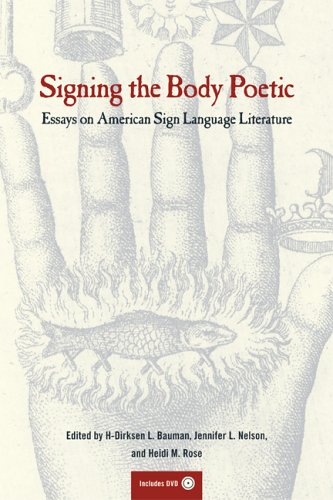 Signing the Body Poetic
Essays on American Sign Language Literature
Edited by H-Dirksen L. Bauman, Jennifer L. Nelson,
and Heidi M. Rose
Includes DVD